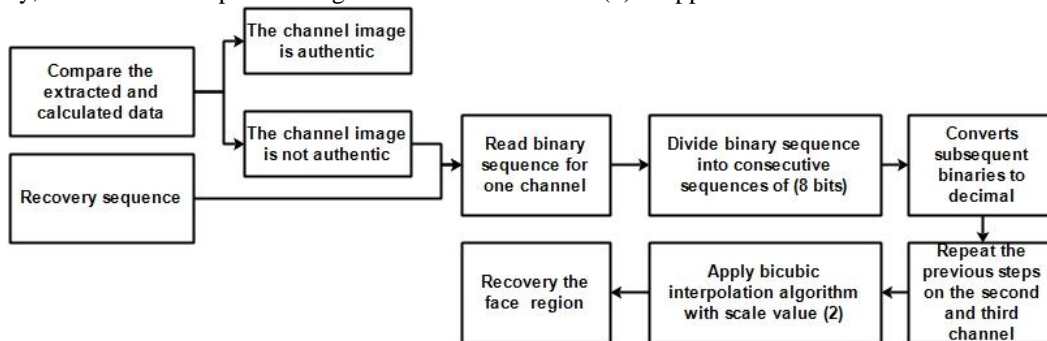 The channel image
is authentic
Compare the
extracted and
calculated data
The channel image
is not authentic
Recovery sequence
Read binary
sequence for
one channel
Divide binary sequence
into consecutive
sequences of (8 bits)
Converts
subsequent
binaries to
decimal
Repeat the
previous steps
on the second
and third
channel
Apply bicubic
interpolation algorithm
with scale value (2)
Recovery the
face region